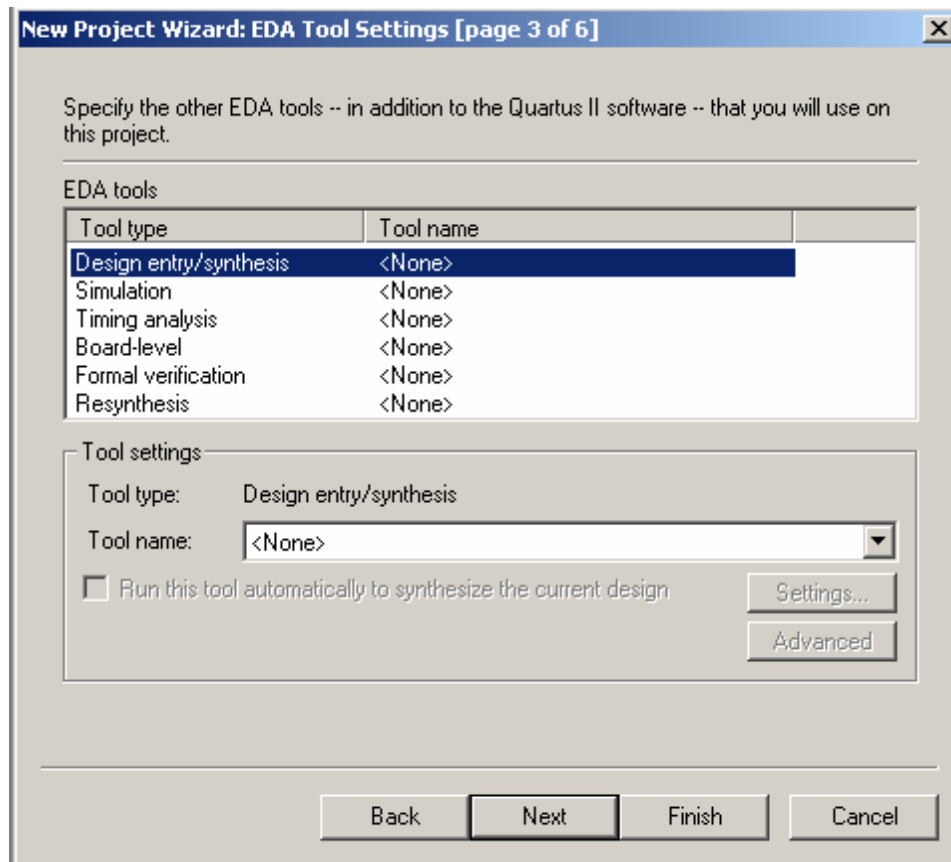 New Project Wizard: EDA Tool Settings [page 3 of 6]
Specify the other EDA tools -- in addition to the Quartus II software -- that you will use on
this project.
EDA tools
Tool type Tool name
Design entry/synthesis <None>
Simulation <None>
Timing analysis <None>
Board-level <None>
Formal verification <None>
Resynthesis <None>
Tool settings
Tool type: Design entry/synthesis
Tool name: <None>
Run this tool automatically to synthesize the current design
Settings...
Advanced
Back Next Finish Cancel